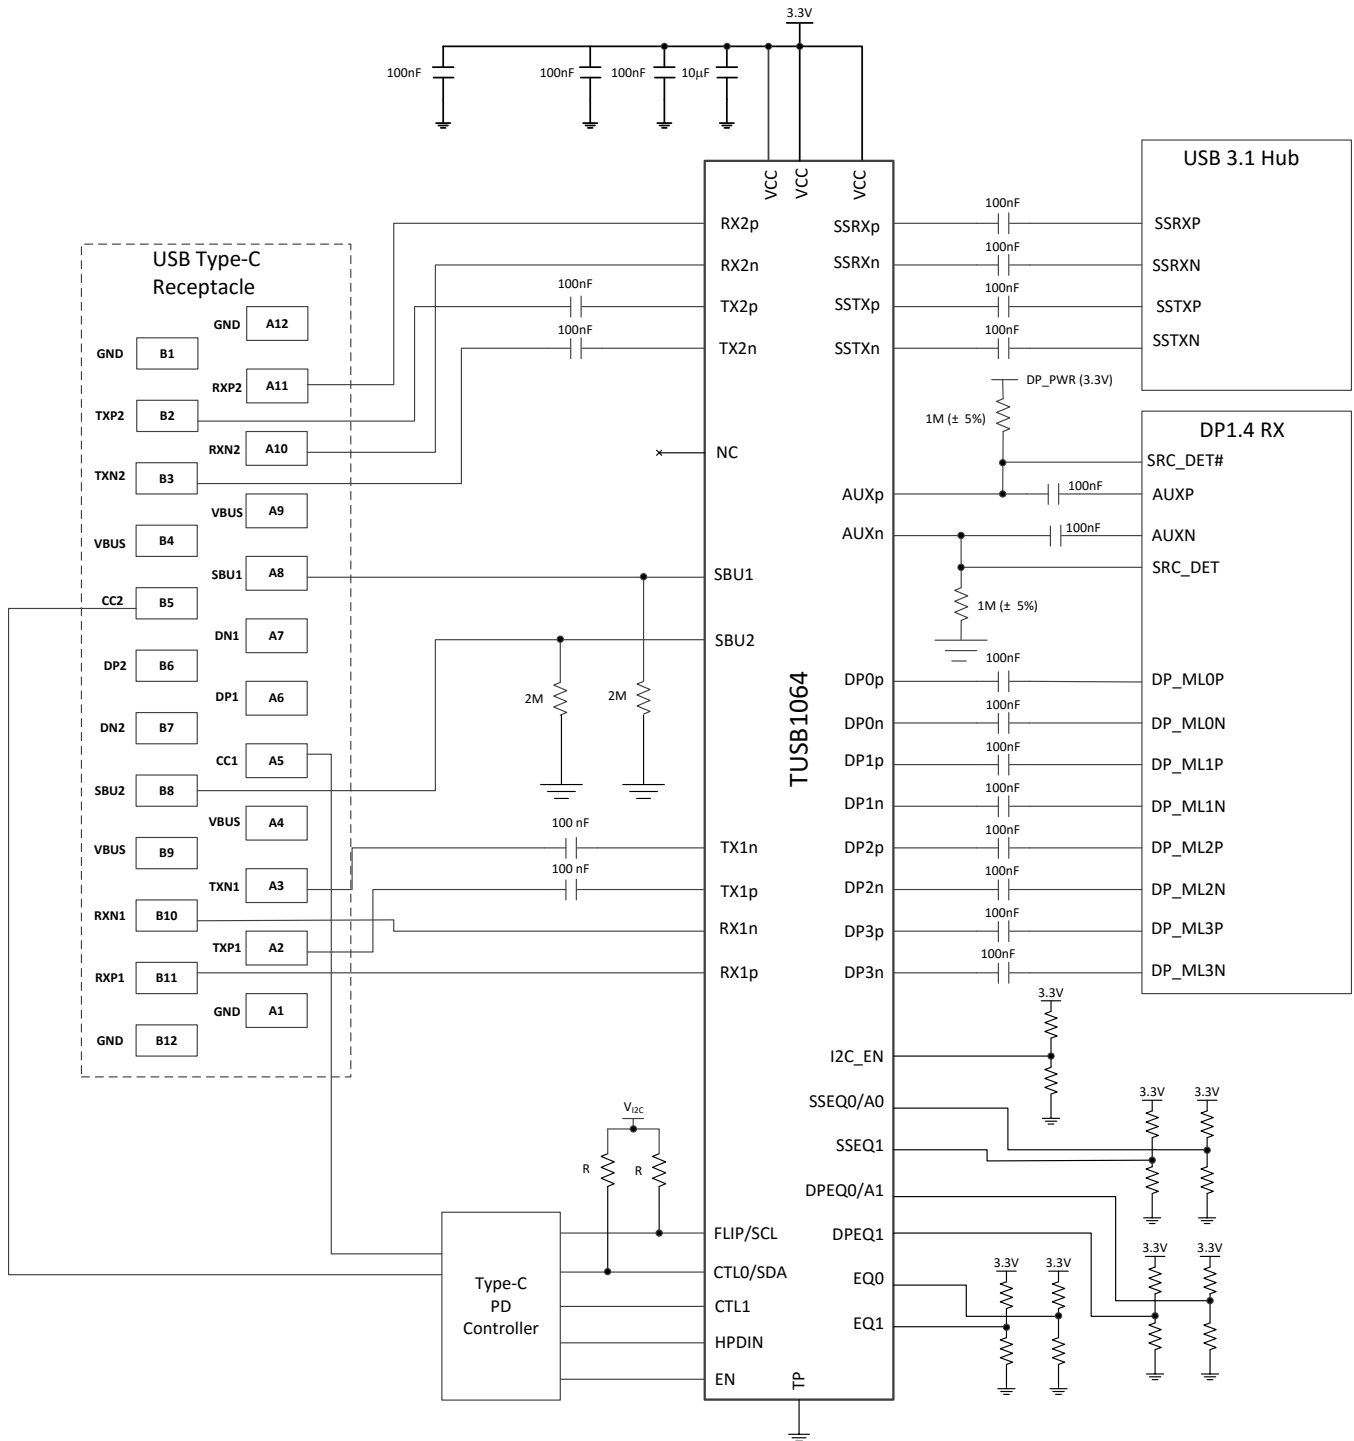 3.3V
100nF
100nF
100nF
10µF
VCC
VCC
VCC
USB 3.1 Hub
SSRXP
SSRXN
SSTXP
SSTXN
100nF
100nF
100nF
100nF
SSRXp
SSRXn
SSTXp
SSTXn
RX2p
RX2n
TX2p
TX2n
100nF
100nF
USB Type-C
Receptacle
GND A12
GND B1
RXP2 A11
TXP2 B2
RXN2 A10
TXN2 B3
VBUS A9
VBUS B4
SBU1 A8
CC2 B5
DN1 A7
DP2 B6
DP1 A6
DN2 B7
CC1 A5
SBU2 B8
VBUS A4
VBUS B9
TXN1 A3
RXN1 B10
TXP1 A2
RXP1 B11
GND A1
GND B12
NC
SBU1
SBU2
2M
2M
100 nF
100 nF
TX1n
TX1p
RX1n
RX1p
TUSB1064
DP_PWR (3.3V)
1M (± 5%)
DP1.4 RX
SRC_DET#
AUXp
100nF
AUXP
AUXn
100nF
AUXN
SRC_DET
1M (± 5%)
DP0p
100nF
DP_ML0P
DP0n
100nF
DP_ML0N
DP1p
100nF
DP_ML1P
DP1n
100nF
DP_ML1N
DP2p
100nF
DP_ML2P
DP2n
100nF
DP_ML2N
DP3p
100nF
DP_ML3P
DP3n
100nF
DP_ML3N
3.3V
I2C_EN
SSEQ0/A0
3.3V
3.3V
SSEQ1
DPEQ0/A1
DPEQ1
3.3V
3.3V
EQ0
3.3V
3.3V
EQ1
VI2C
R
R
Type-C
PD
Controller
FLIP/SCL
CTL0/SDA
CTL1
HPDIN
EN
TP